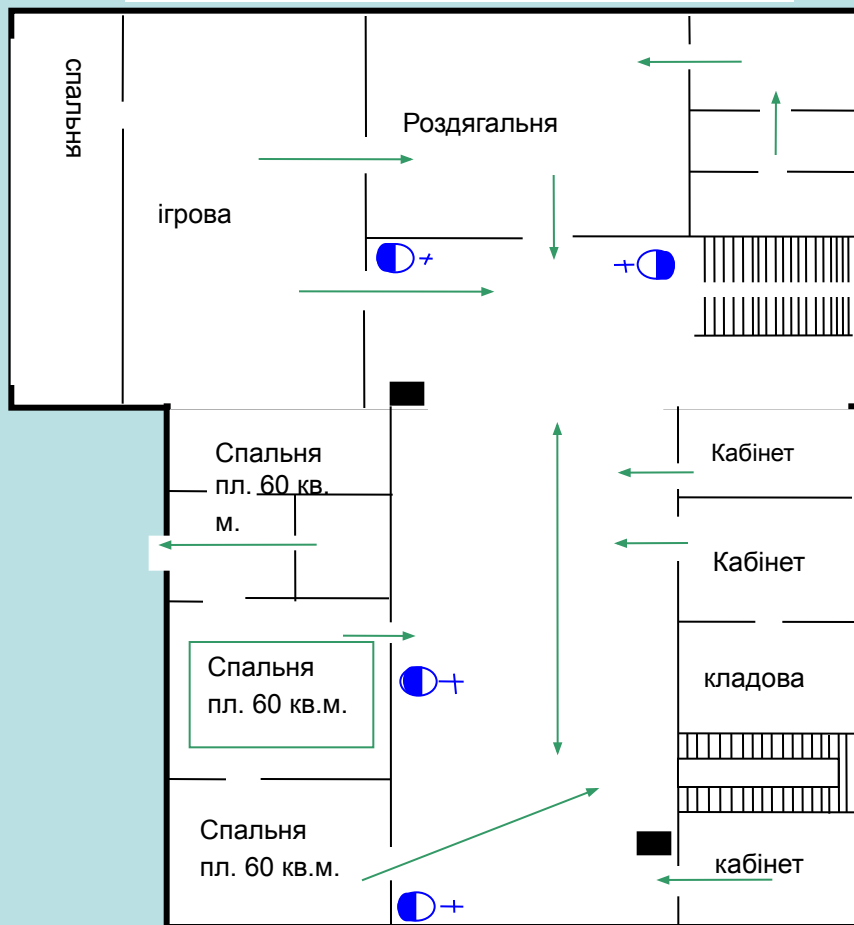 спальня
Роздягальня
ігрова
Спальня
пл. 60 кв.
м.
Кабінет
Кабінет
Спальня
пл. 60 кв.м.
кладова
Спальня
пл. 60 кв.м.
кабінет